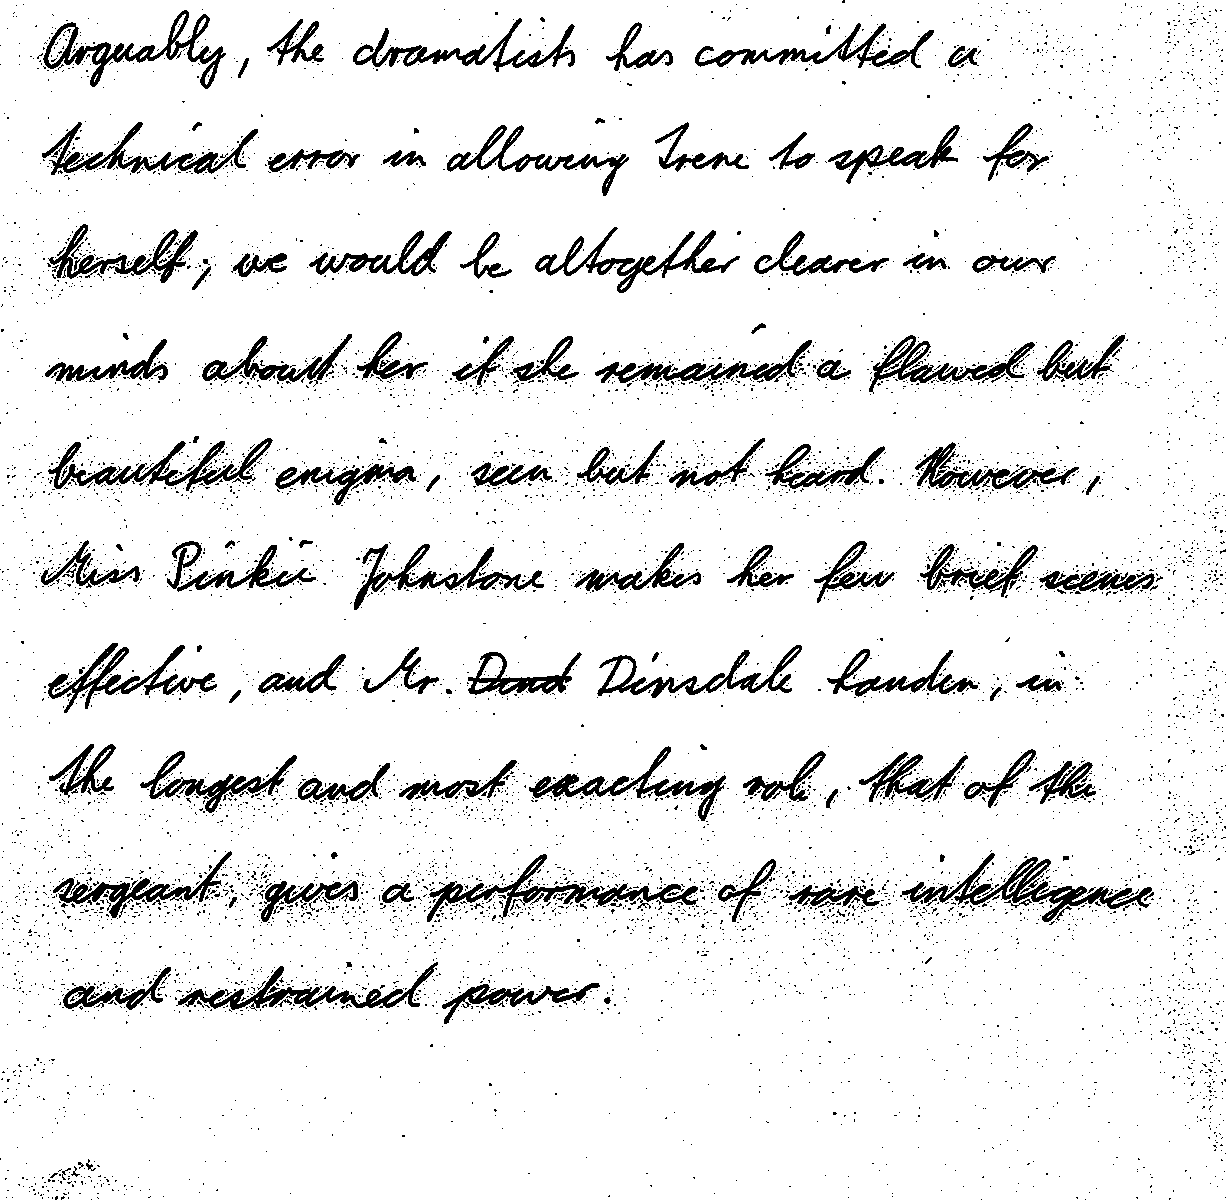 Arguably, the dramatists has committed a
technical error in allowing Irene to speak for
herself; we would be altogether clearer in our
minds about her if she remained a flawed but
beautiful enigma, seen but not heard. However,
Miss Pinkie Johnstone makes her few brief scenes
effective, and Mr. Dinsdale Landen, in
the longest and most exacting role, that of the
sergeant, gives a performance of rare intelligence
and restrained power.